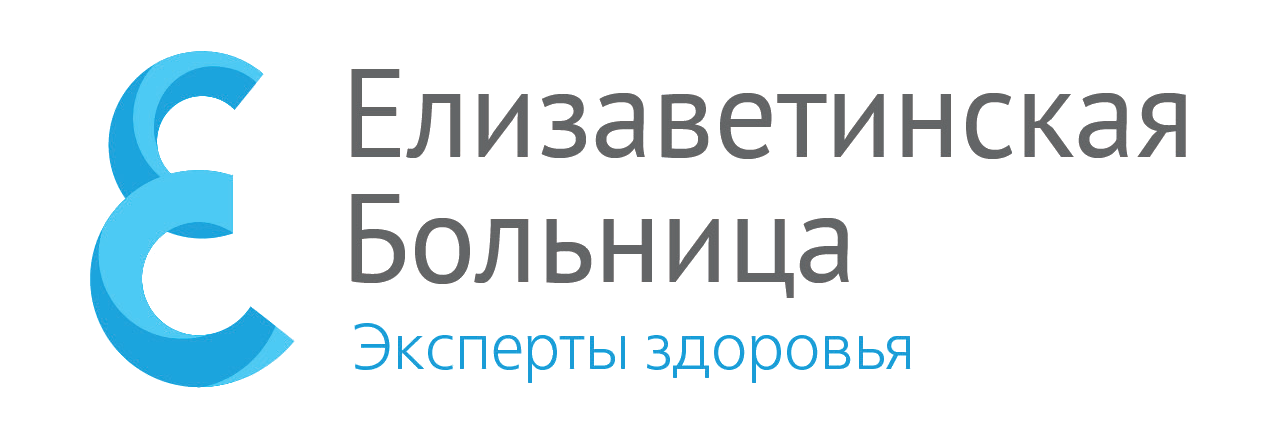 Елизаветинская
Больница
Эксперты здоровья